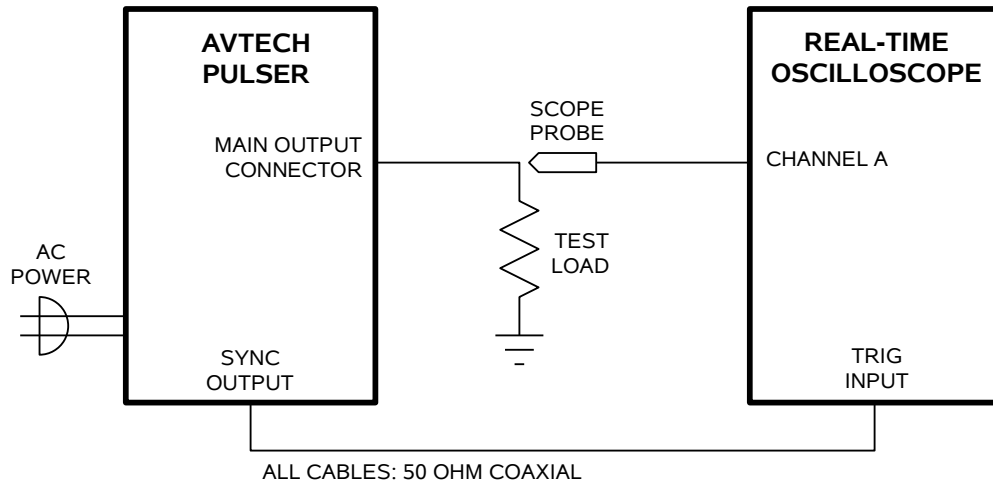 AVTECH
PULSER
MAIN OUTPUT
CONNECTOR
AC
POWER
SYNC
OUTPUT
SCOPE
PROBE
TEST
LOAD
REAL-TIME
OSCILLOSCOPE
CHANNEL A
TRIG
INPUT
ALL CABLES: 50 OHM COAXIAL